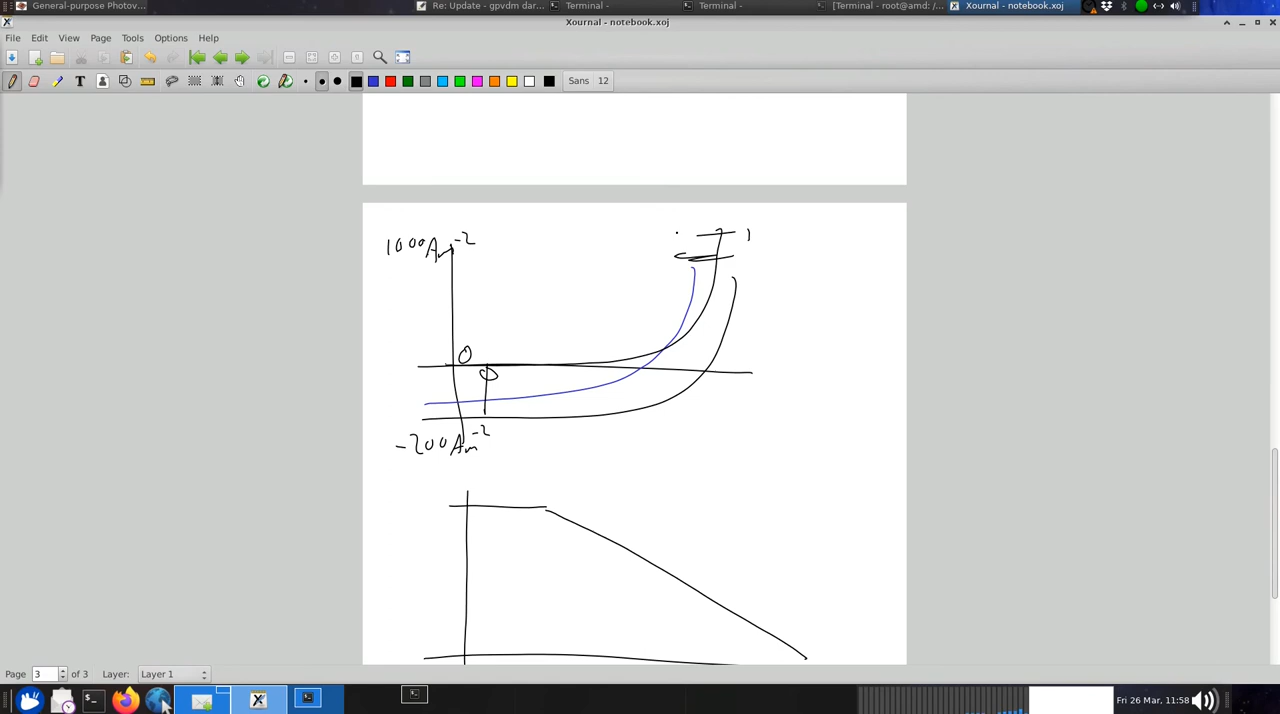 General-purpose Photov
Re: Update - gpvdm dar...
Terminal -
Terminal -
[Terminal - root@amd: /...
Xournal - notebook.xoj
Xournal - notebook.xoj
File Edit View Page Tools Options Help
Sans 12
1000Am-2
0
-200Am-2
Page 3 of 3 Layer: Layer 1
Fri 26 Mar, 11:58